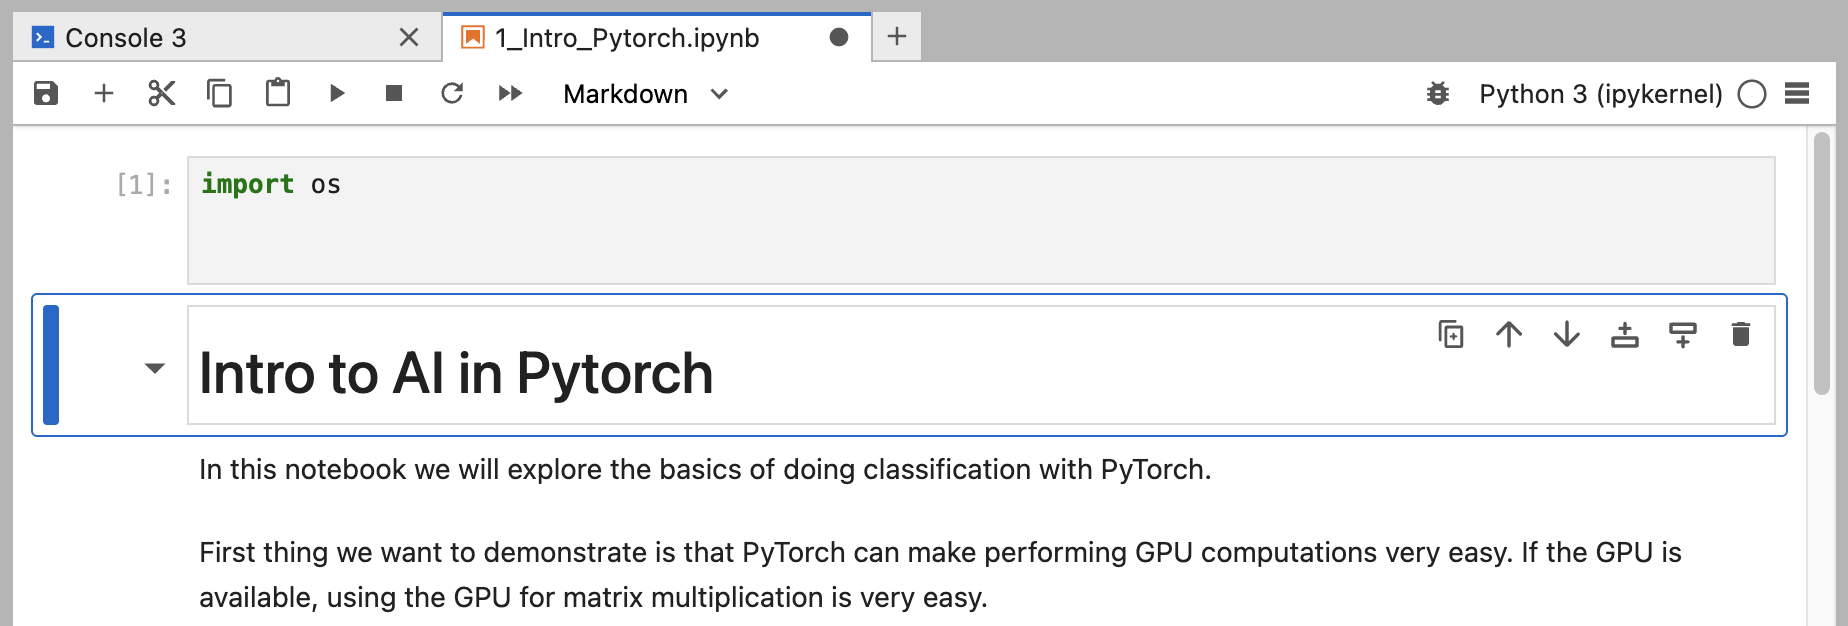 Console 3
1_Intro_Pytorch.ipynb
Markdown
Python 3 (ipykernel)
[1]:
import os
Intro to AI in Pytorch
In this notebook we will explore the basics of doing classification with PyTorch.
First thing we want to demonstrate is that PyTorch can make performing GPU computations very easy. If the GPU is
available, using the GPU for matrix multiplication is very easy.